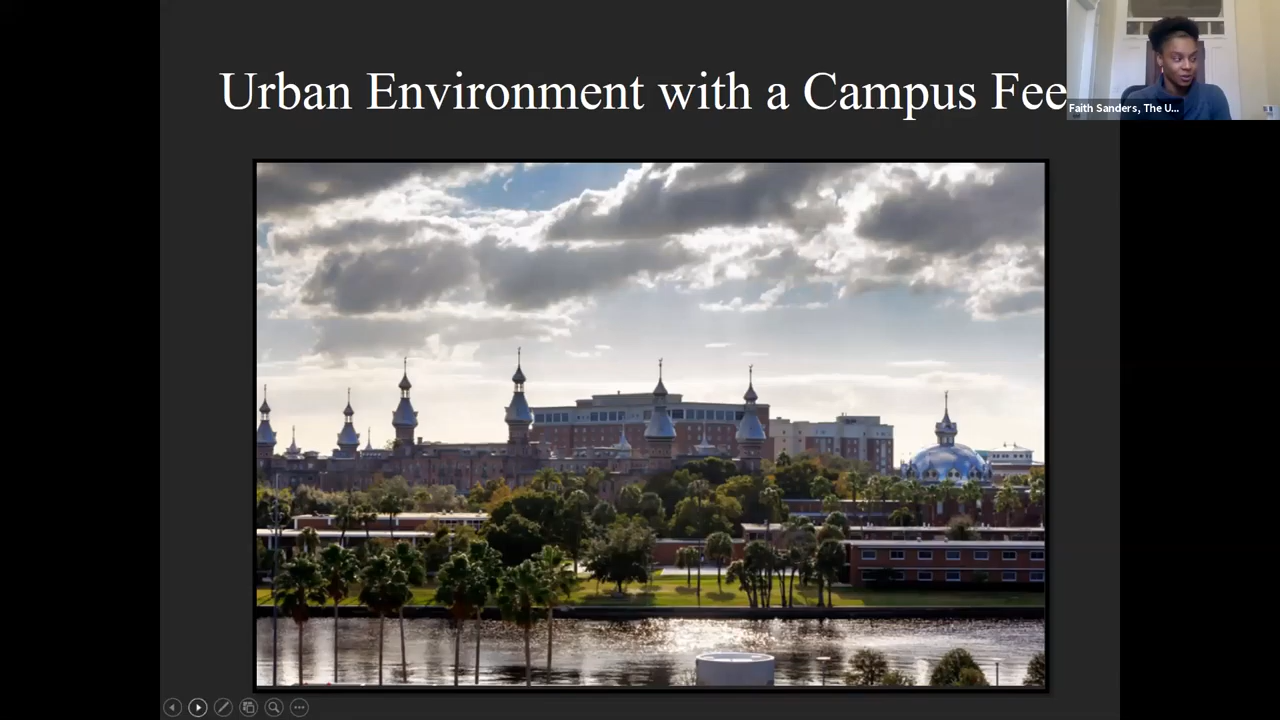 Urban Environment with a Campus Fee
Faith Sanders, The U...